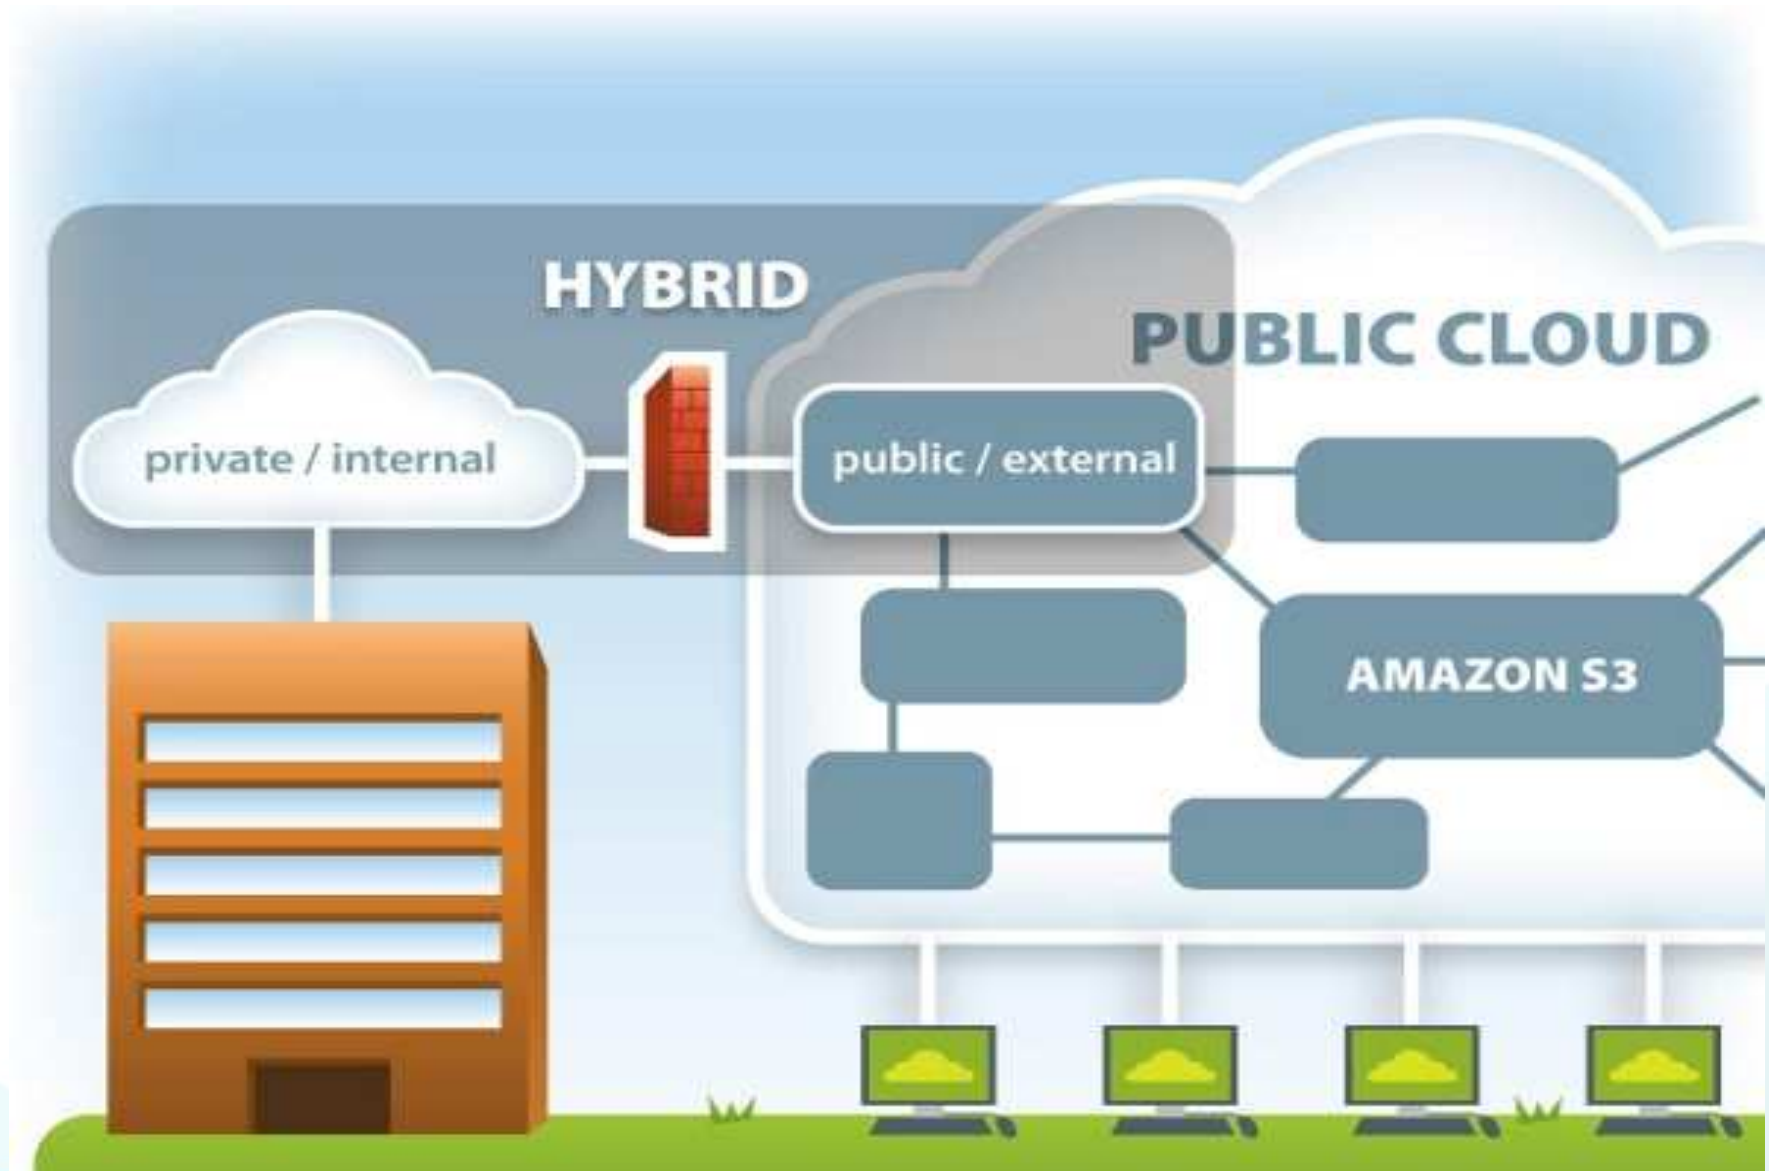 HYBRID
PUBLIC CLOUD
private / internal
public / external
AMAZON S3